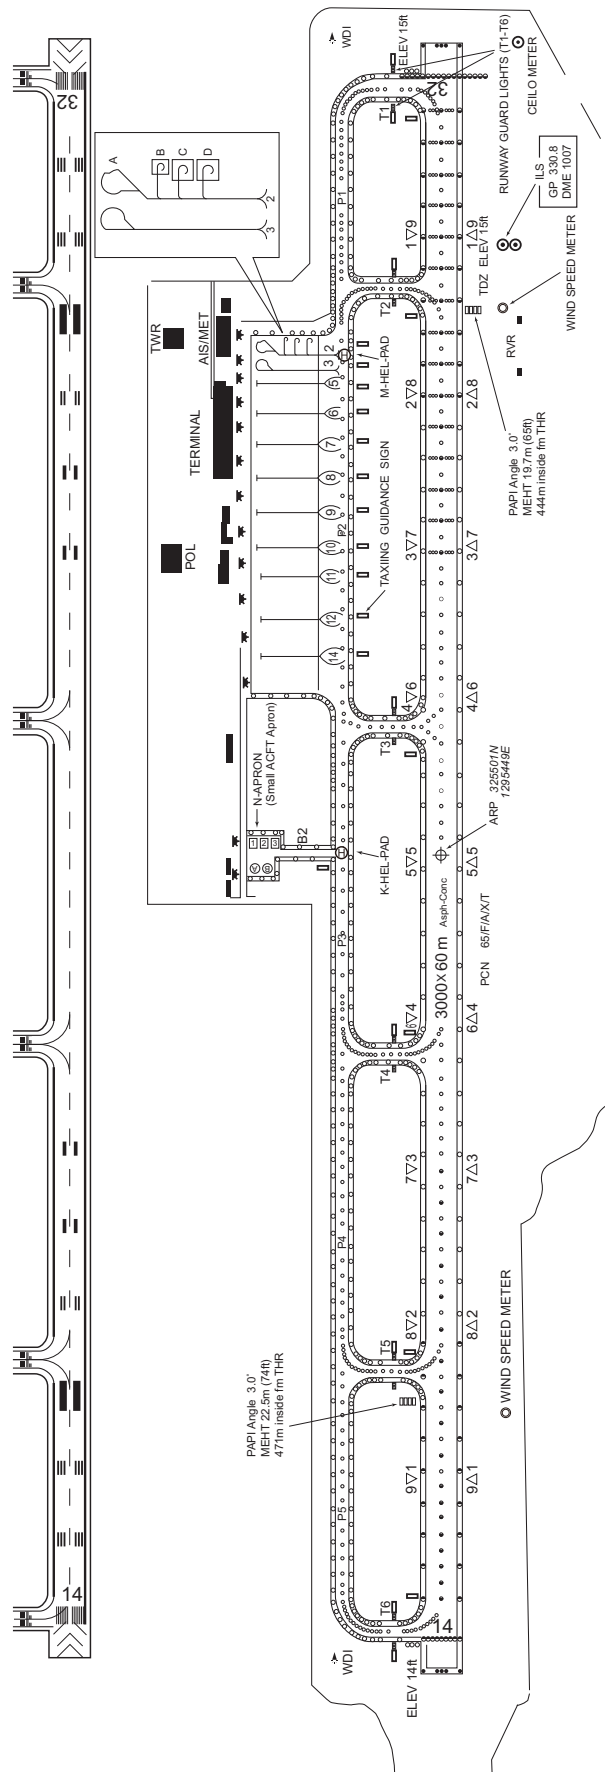 32
14
A
B
C
D
2
3
TWR
AIS/MET
TERMINAL
POL
N-APRON
(Small ACFT Apron)
1
2
3
B2
2
3
5
6
7
8
9
10
11
12
14
P1
P2
P3
P4
P5
T1
T2
T3
T4
T5
T6
M-HEL-PAD
H
K-HEL-PAD
H
TAXIING GUIDANCE SIGN
WDI
ELEV 15ft
RUNWAY GUARD LIGHTS (T1-T6)
CEILO METER
ILS
GP 330.8
DME 1007
TDZ ELEV 15ft
WIND SPEED METER
RVR
PAPI Angle 3.0°
MEHT 19.7m (65ft)
444m inside fm THR
32
1▽9
2▽8
3▽7
4▽6
5▽5
6▽4
7▽3
8▽2
9▽1
1△9
2△8
3△7
4△6
5△5
6△4
7△3
8△2
9△1
ARP 325501N
1295449E
3000×60 m Asph-Conc
PCN 65/F/A/X/T
PAPI Angle 3.0°
MEHT 22.5m (74ft)
471m inside fm THR
WIND SPEED METER
14
WDI
ELEV 14ft